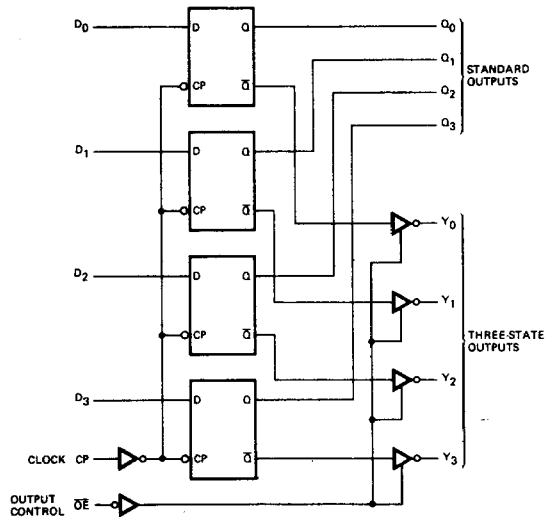 D0 D Q Q0
CP Q̅
Q1
STANDARD
OUTPUTS
Q2
Q3
D1 D Q
CP Q̅
Y0
D2 D Q
CP Q̅
Y1
THREE-STATE
OUTPUTS
Y2
D3 D Q
CLOCK CP CP Q̅ Y3
OUTPUT
CONTROL O̅E̅